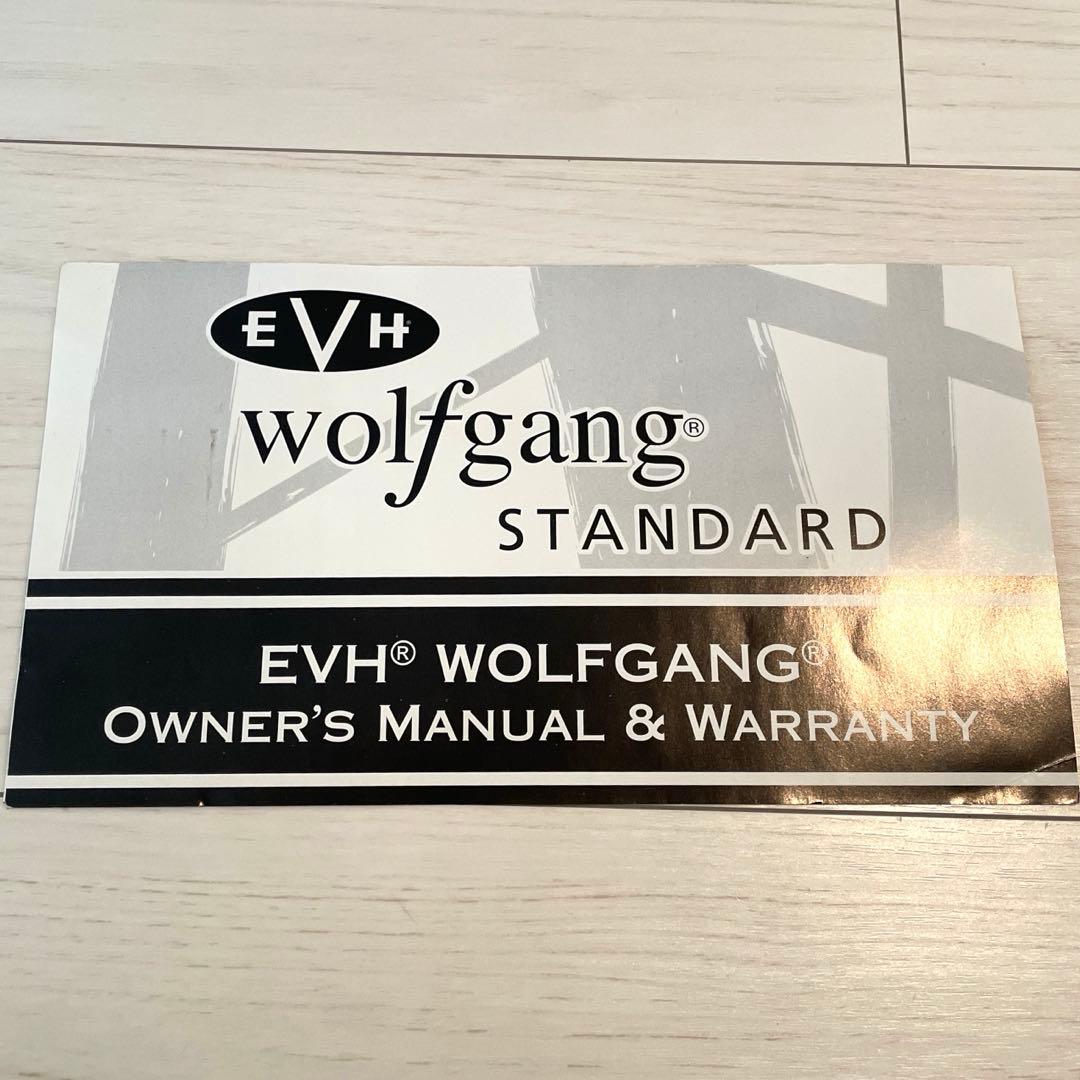 EVH®
wolfgang®
STANDARD
EVH® WOLFGANG®
OWNER'S MANUAL & WARRANTY